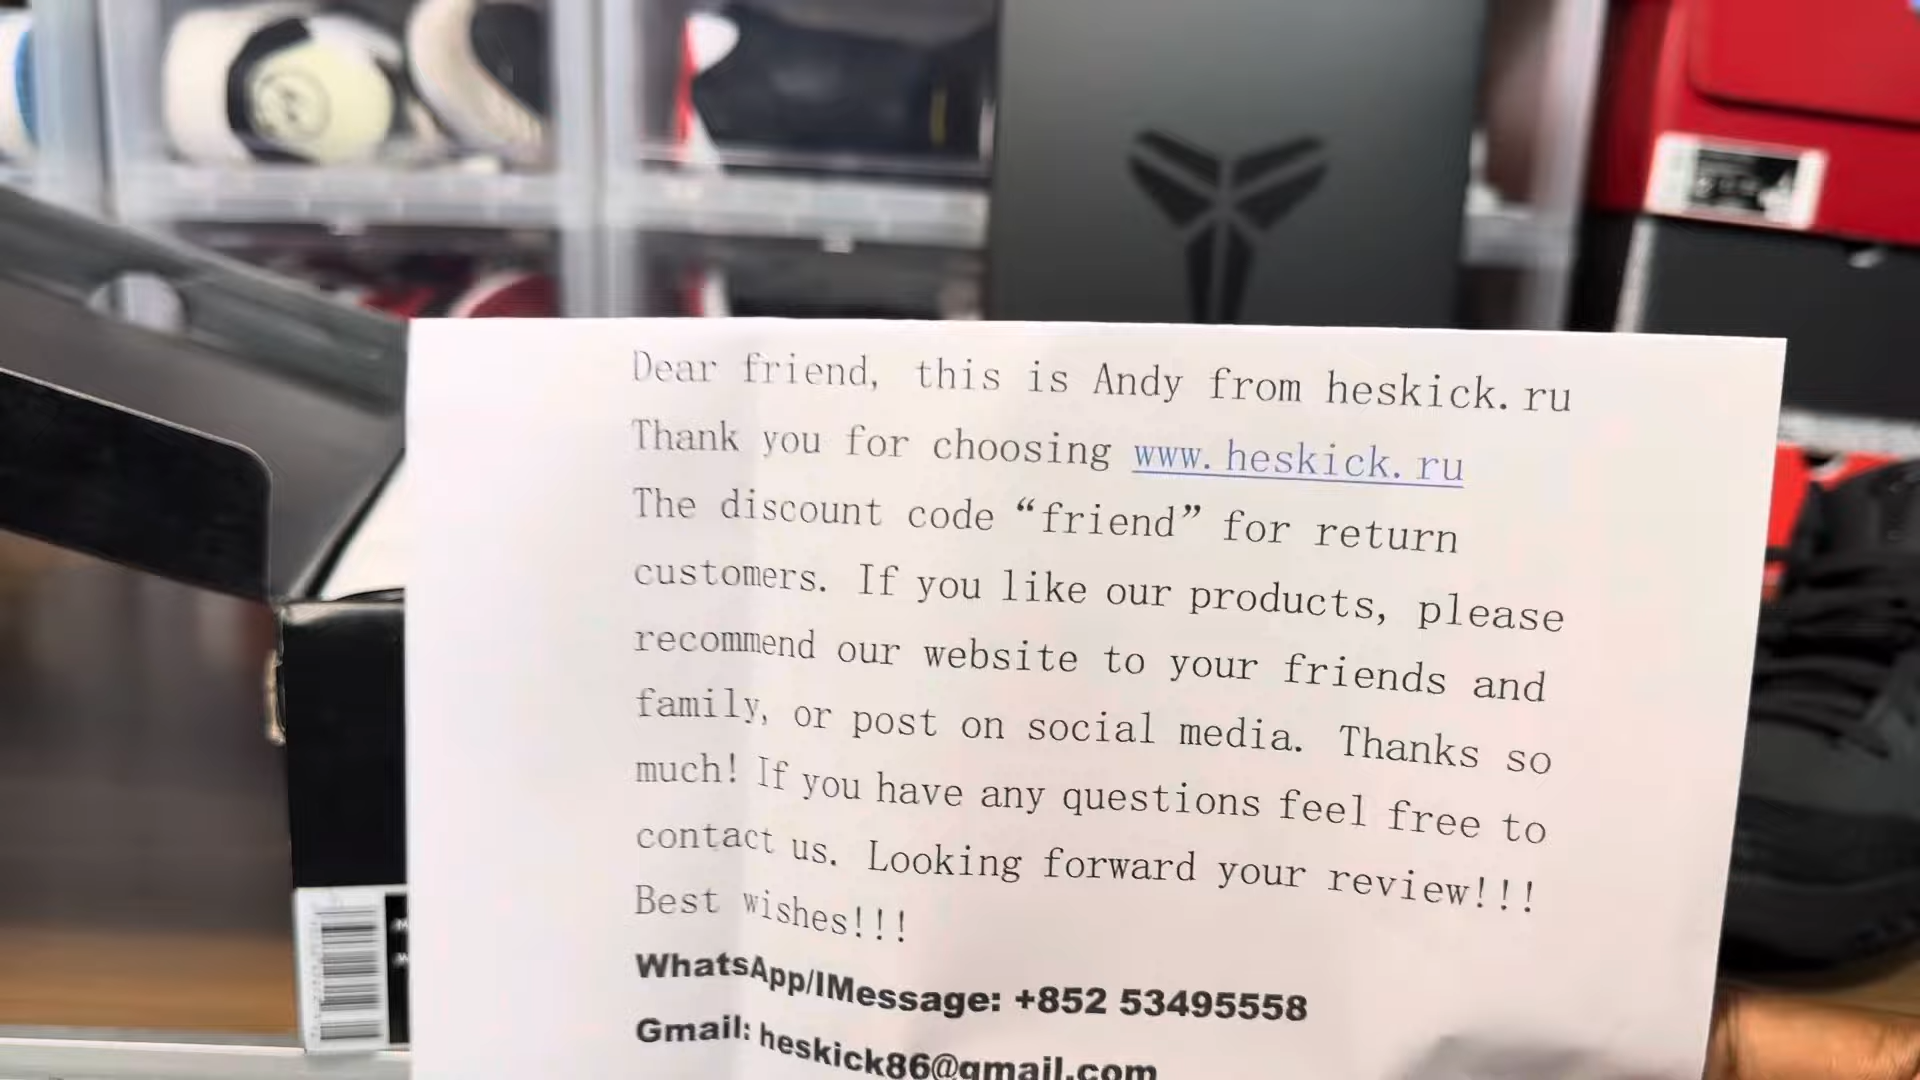 Dear friend, this is Andy from heskick.ru
Thank you for choosing www.heskick.ru
The discount code “friend” for return
customers. If you like our products, please
recommend our website to your friends and
family, or post on social media. Thanks so
much! If you have any questions feel free to
contact us. Looking forward your review!!!
Best wishes!!!
WhatsApp/IMessage: +852 53495558
Gmail: heskick86@gmail.com